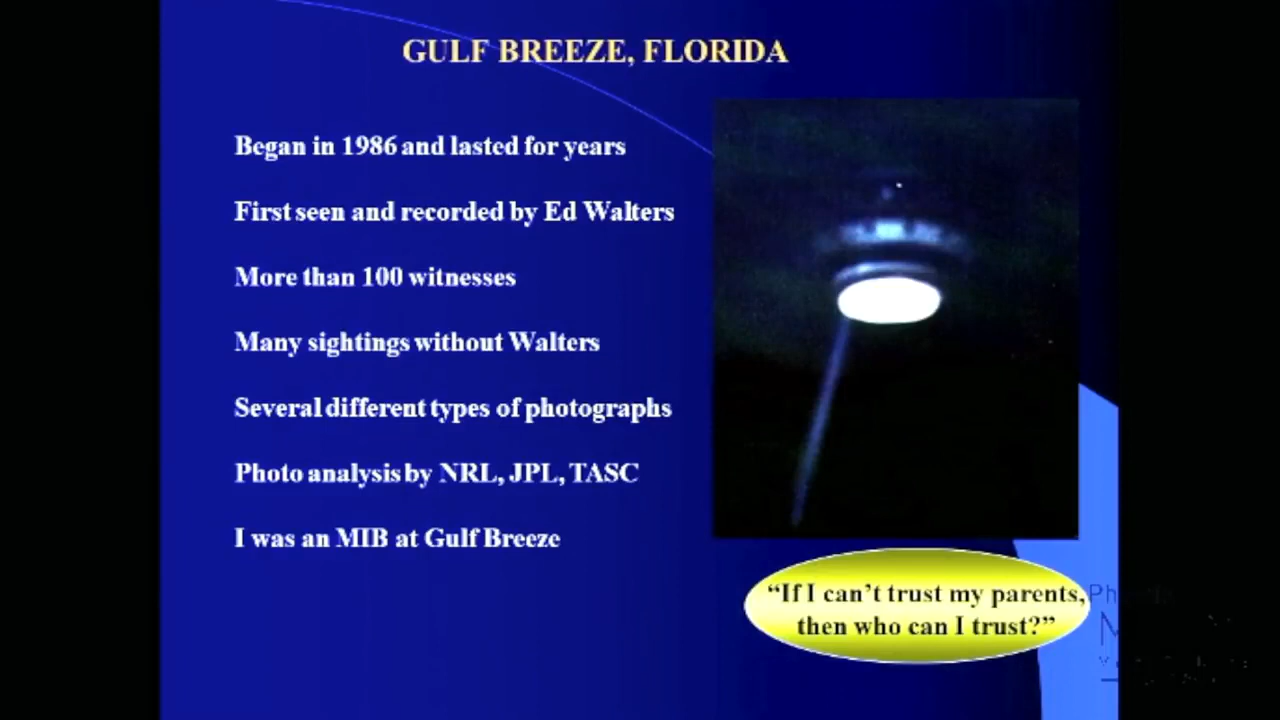 GULF BREEZE, FLORIDA
Began in 1986 and lasted for years
First seen and recorded by Ed Walters
More than 100 witnesses
Many sightings without Walters
Several different types of photographs
Photo analysis by NRL, JPL, TASC
I was an MIB at Gulf Breeze
“If I can’t trust my parents,
then who can I trust?”